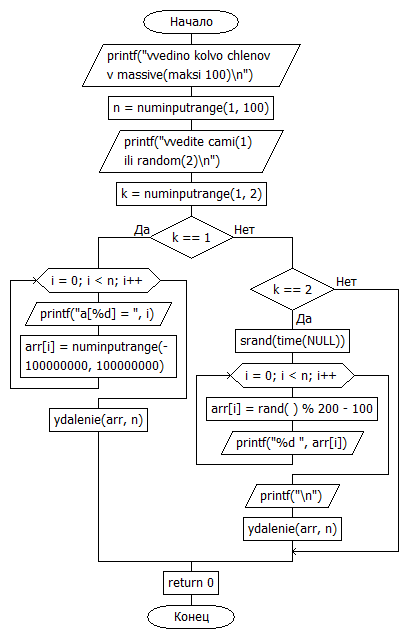 Начало
printf("vvedino kolvo chlenov
v massive(maksi 100)\n")
n = numinputrange(1, 100)
printf("vvedite cami(1)
ili random(2)\n")
k = numinputrange(1, 2)
Да
k == 1
Нет
i = 0; i < n; i++
printf("a[%d] = ", i)
arr[i] = numinputrange(-
100000000, 100000000)
ydalenie(arr, n)
k == 2
Нет
Да
srand(time(NULL))
i = 0; i < n; i++
arr[i] = rand( ) % 200 - 100
printf("%d ", arr[i])
printf("\n")
ydalenie(arr, n)
return 0
Конец